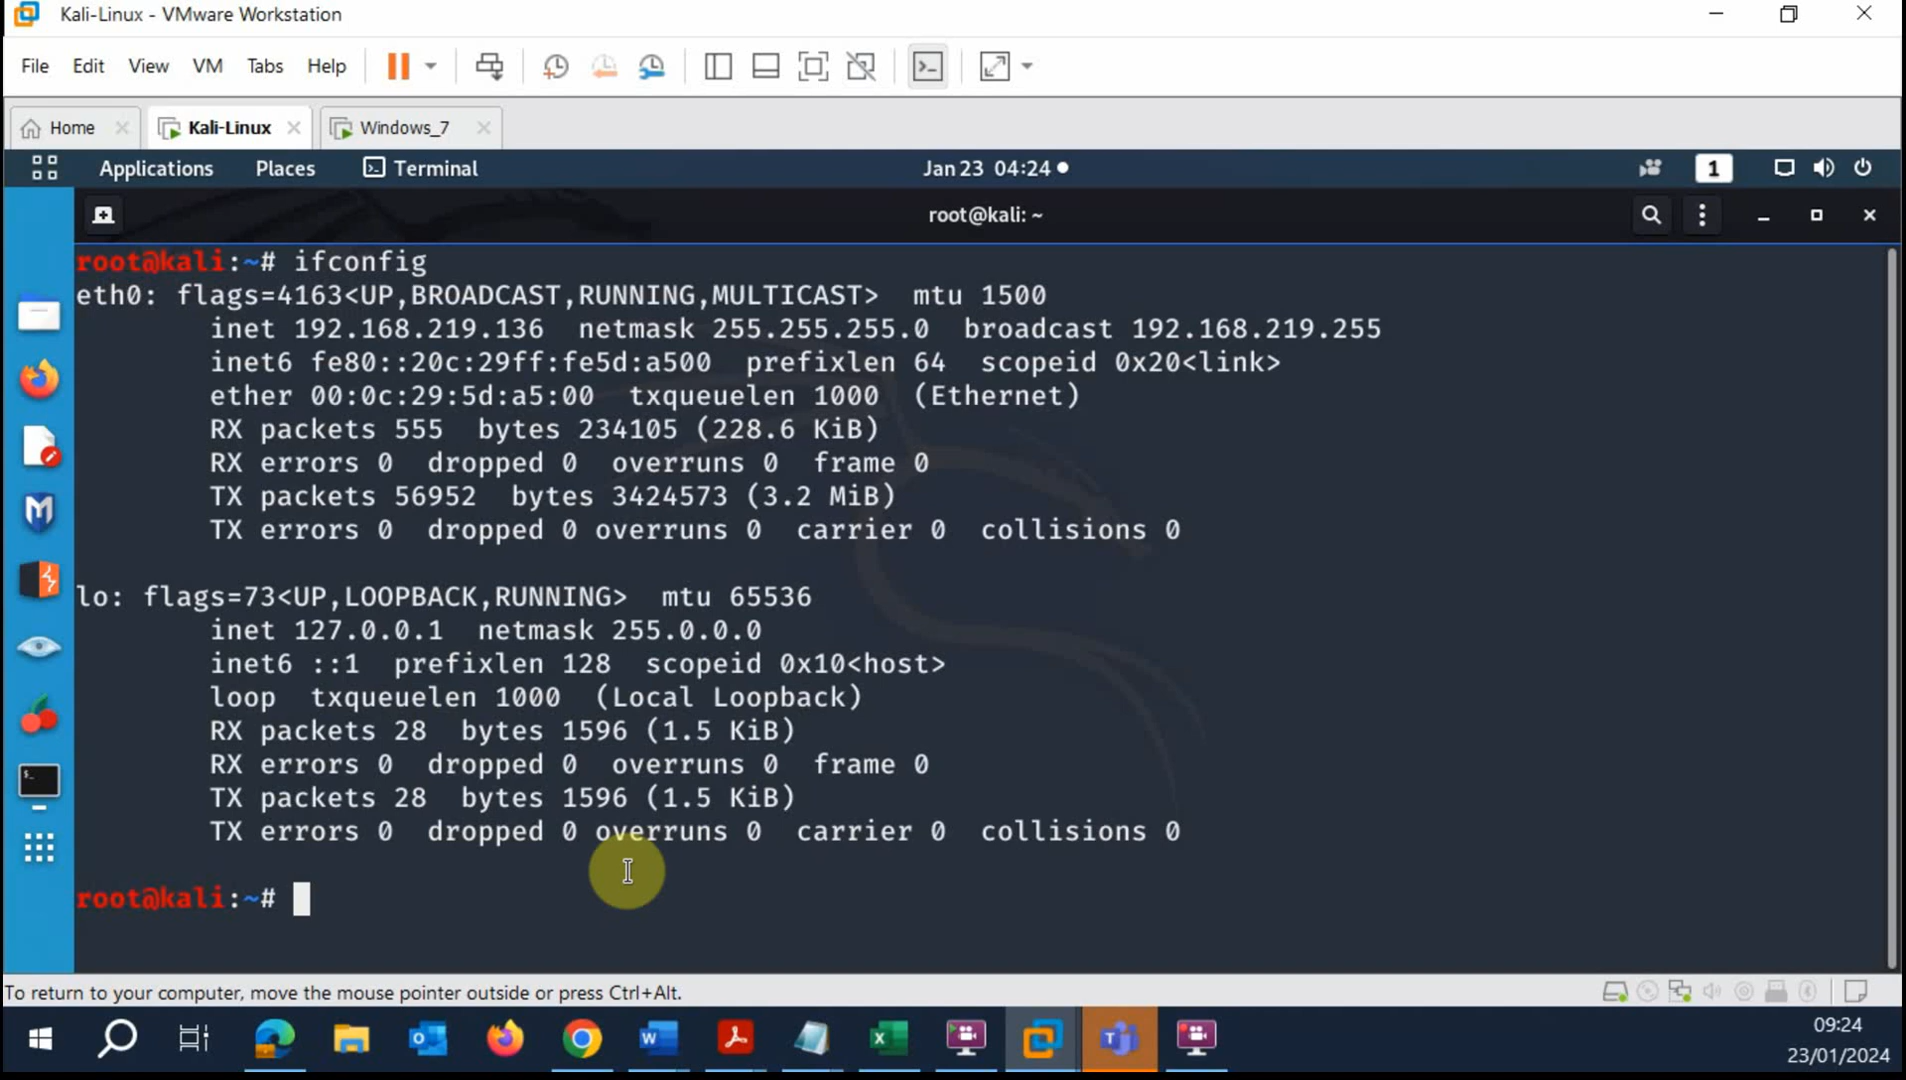 Kali-Linux - VMware Workstation
File Edit View VM Tabs Help
Home Kali-Linux Windows_7
Applications Places Terminal Jan 23 04:24 1
root@kali: ~
root@kali:~# ifconfig
eth0: flags=4163<UP,BROADCAST,RUNNING,MULTICAST>  mtu 1500
        inet 192.168.219.136  netmask 255.255.255.0  broadcast 192.168.219.255
        inet6 fe80::20c:29ff:fe5d:a500  prefixlen 64  scopeid 0x20<link>
        ether 00:0c:29:5d:a5:00  txqueuelen 1000  (Ethernet)
        RX packets 555  bytes 234105 (228.6 KiB)
        RX errors 0  dropped 0  overruns 0  frame 0
        TX packets 56952  bytes 3424573 (3.2 MiB)
        TX errors 0  dropped 0 overruns 0  carrier 0  collisions 0
lo: flags=73<UP,LOOPBACK,RUNNING>  mtu 65536
        inet 127.0.0.1  netmask 255.0.0.0
        inet6 ::1  prefixlen 128  scopeid 0x10<host>
        loop  txqueuelen 1000  (Local Loopback)
        RX packets 28  bytes 1596 (1.5 KiB)
        RX errors 0  dropped 0  overruns 0  frame 0
        TX packets 28  bytes 1596 (1.5 KiB)
        TX errors 0  dropped 0 overruns 0  carrier 0  collisions 0
root@kali:~#
To return to your computer, move the mouse pointer outside or press Ctrl+Alt.
09:24
23/01/2024